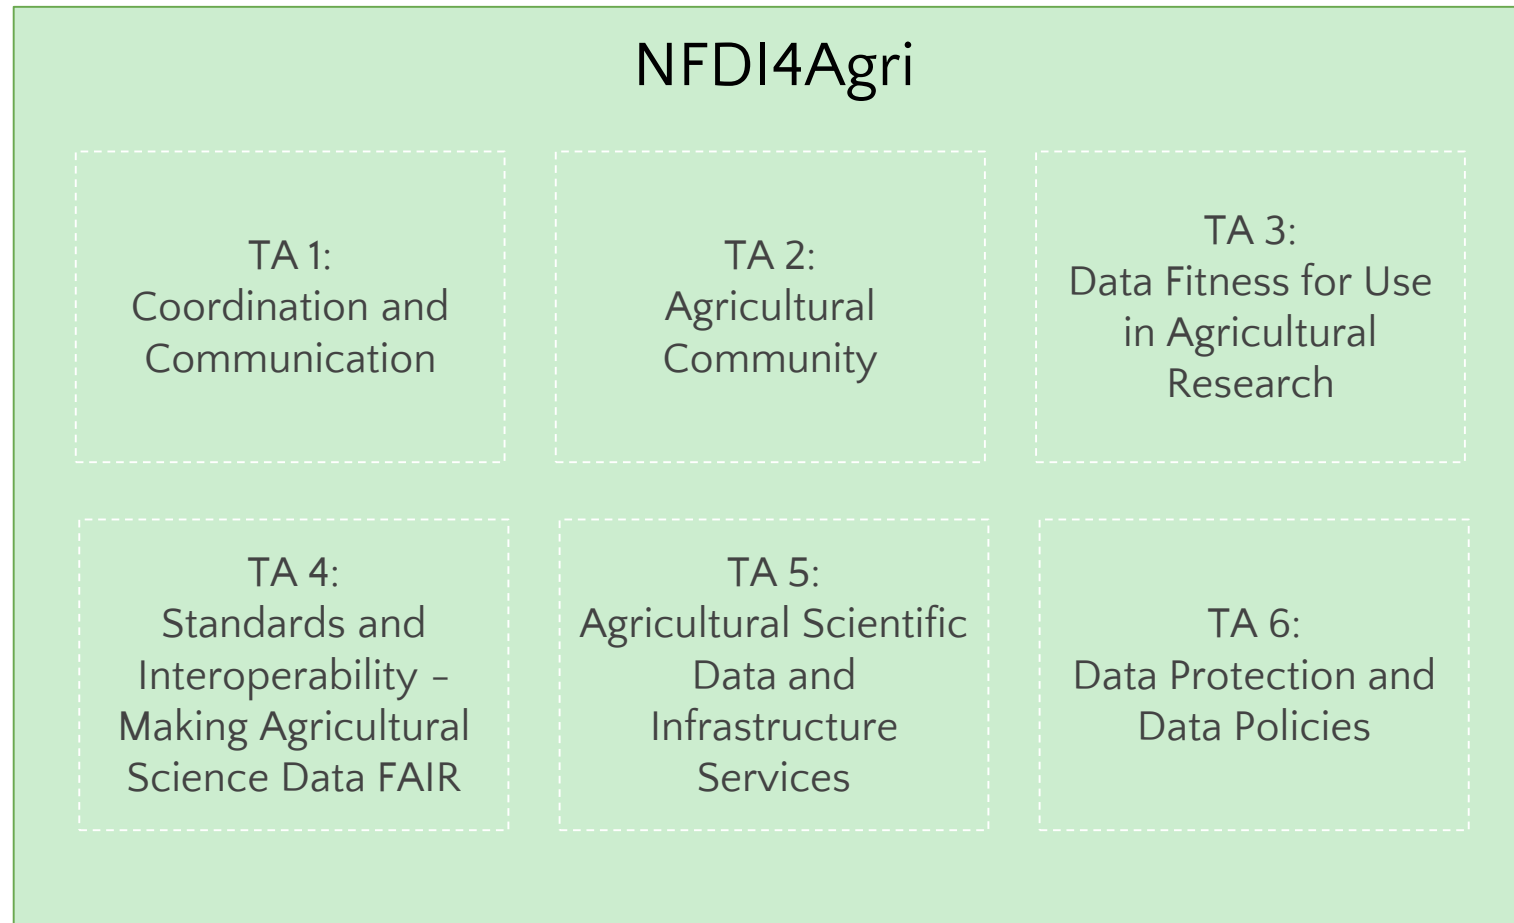 NFDI4Agri
TA 1:
Coordination and
Communication
TA 2:
Agricultural
Community
TA 3:
Data Fitness for Use
in Agricultural
Research
TA 4:
Standards and
Interoperability -
Making Agricultural
Science Data FAIR
TA 5:
Agricultural Scientific
Data and
Infrastructure
Services
TA 6:
Data Protection and
Data Policies